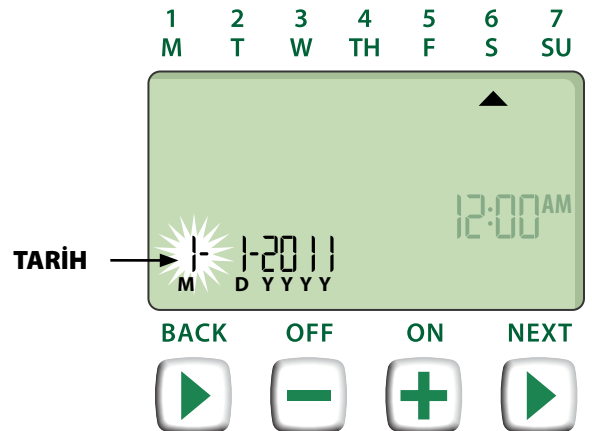 1 2 3 4 5 6 7
M T W TH F S SU
12:00AM
TARİH
1- 1-2011
M D Y Y Y Y
BACK OFF ON NEXT